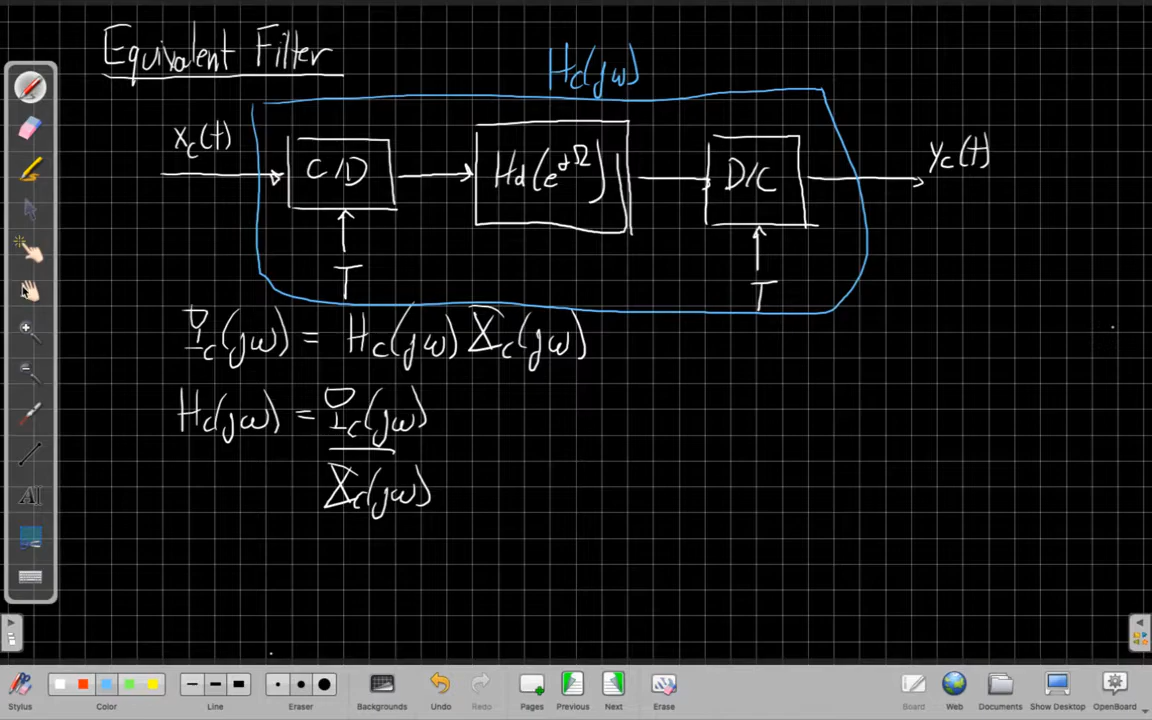 Equivalent Filter
Hc(jω)
xc(t)
C/D
Hd(e^jΩ)
D/C
yc(t)
T
T
Yc(jω) = Hc(jω) Xc(jω)
Hc(jω) = Yc(jω)
Xc(jω)
AI
Stylus
Color
Line
Eraser
Backgrounds
Undo
Redo
Pages
Previous
Next
Erase
Board
Web
Documents
Show Desktop
OpenBoard